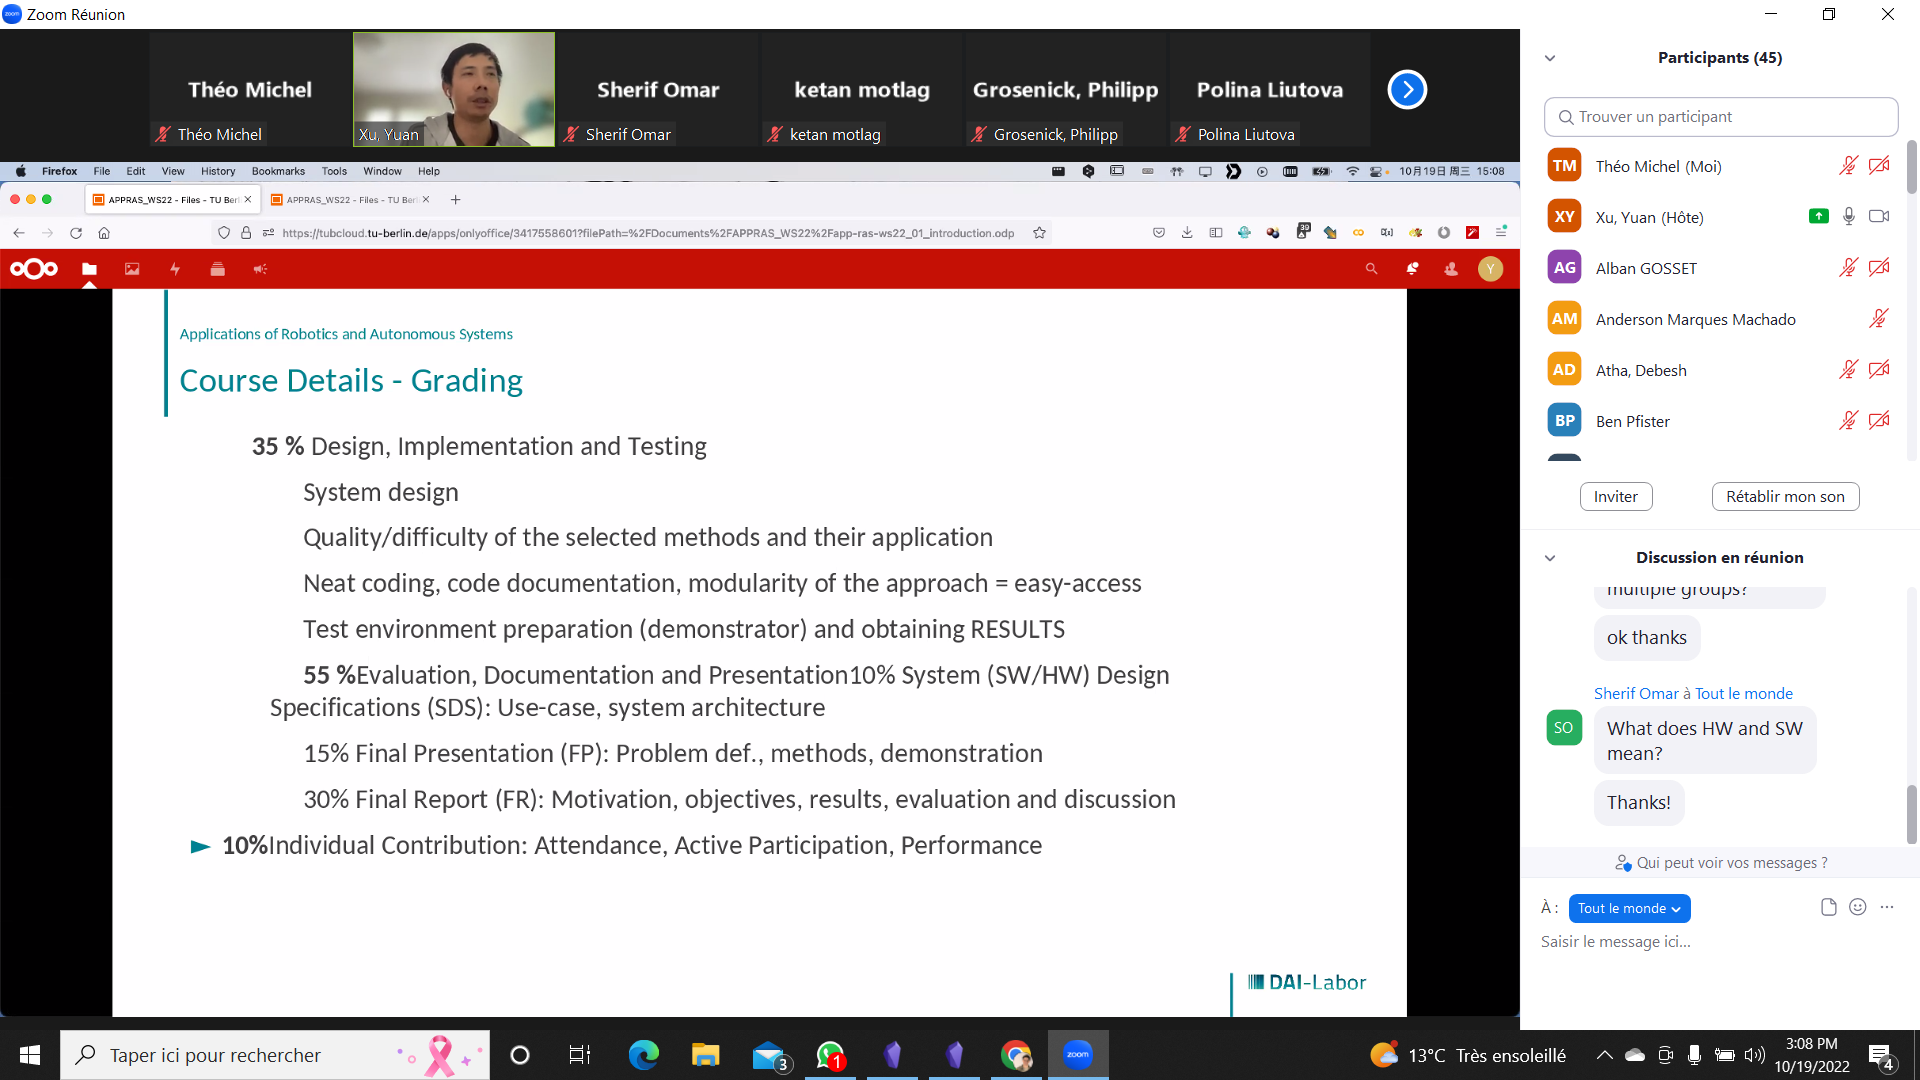 Zoom Réunion
Théo Michel
Sherif Omar
ketan motlag
Grosenick, Philipp
Polina Liutova
Théo Michel
Xu, Yuan
Sherif Omar
ketan motlag
Grosenick, Philipp
Polina Liutova
Firefox File Edit View History Bookmarks Tools Window Help
10月19日 周三 15:08
APPRAS_WS22 - Files - TU Berl
APPRAS_WS22 - Files - TU Berl
https://tubcloud.tu-berlin.de/apps/onlyoffice/3417558601?filePath=%2FDocuments%2FAPPRAS_WS22%2Fapp-ras-ws22_01_introduction.odp
39
Y
Applications of Robotics and Autonomous Systems
Course Details - Grading
35 % Design, Implementation and Testing
System design
Quality/difficulty of the selected methods and their application
Neat coding, code documentation, modularity of the approach = easy-access
Test environment preparation (demonstrator) and obtaining RESULTS
55 %Evaluation, Documentation and Presentation10% System (SW/HW) Design
Specifications (SDS): Use-case, system architecture
15% Final Presentation (FP): Problem def., methods, demonstration
30% Final Report (FR): Motivation, objectives, results, evaluation and discussion
► 10%Individual Contribution: Attendance, Active Participation, Performance
DAI-Labor
Participants (45)
Trouver un participant
TM Théo Michel (Moi)
XY Xu, Yuan (Hôte)
AG Alban GOSSET
AM Anderson Marques Machado
AD Atha, Debesh
BP Ben Pfister
Inviter
Rétablir mon son
Discussion en réunion
multiple groups?
ok thanks
Sherif Omar à Tout le monde
SO
What does HW and SW
mean?
Thanks!
Qui peut voir vos messages ?
À : Tout le monde
Saisir le message ici...
Taper ici pour rechercher
3
1
zoom
13°C Très ensoleillé
3:08 PM
10/19/2022
4